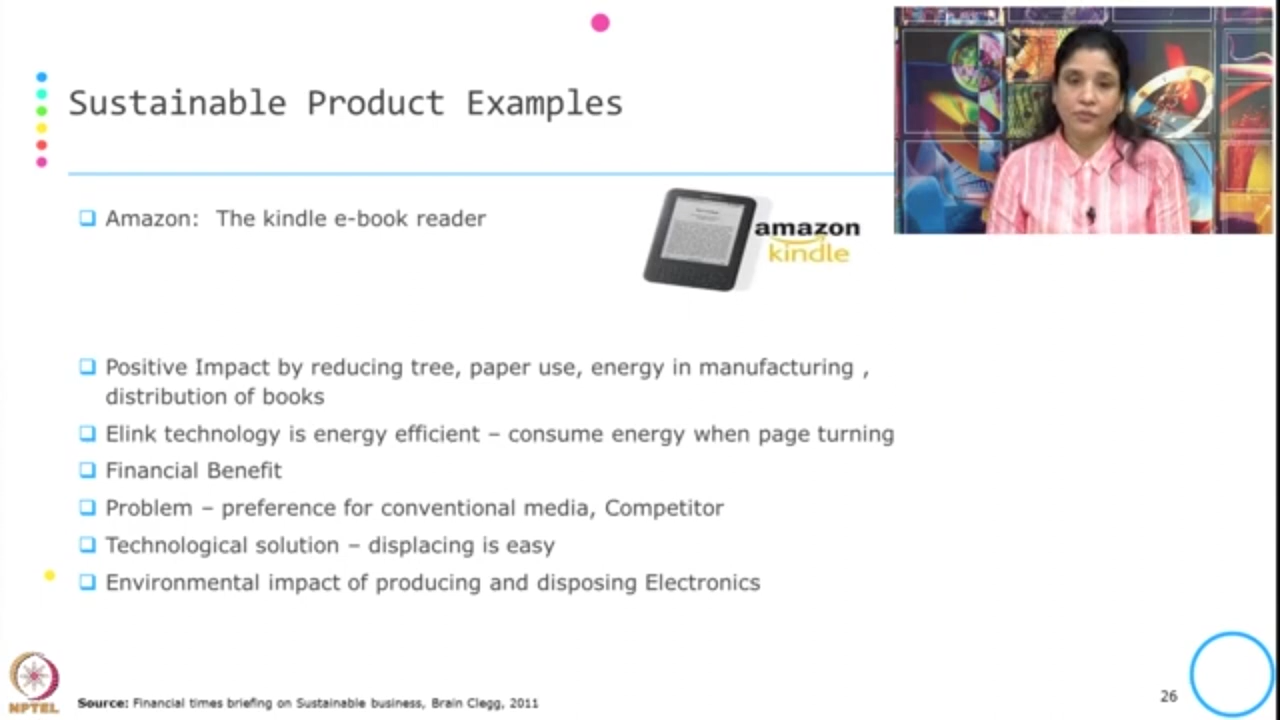 Sustainable Product Examples
Amazon: The kindle e-book reader
amazon
kindle
Positive Impact by reducing tree, paper use, energy in manufacturing ,
distribution of books
Elink technology is energy efficient – consume energy when page turning
Financial Benefit
Problem – preference for conventional media, Competitor
Technological solution – displacing is easy
Environmental impact of producing and disposing Electronics
NPTEL
Source: Financial times briefing on Sustainable business, Brain Clegg, 2011
26